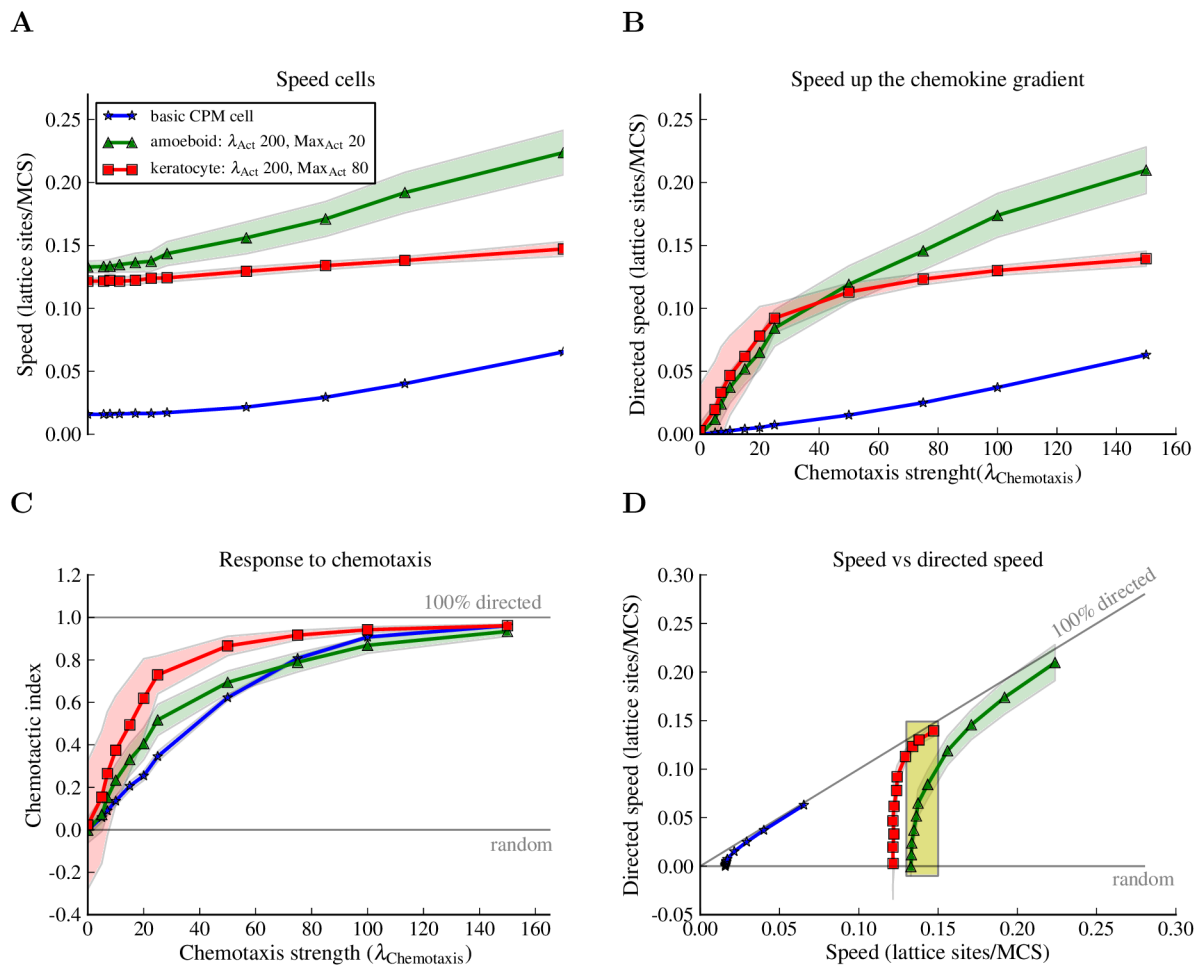 A
Speed cells
Speed (lattice sites/MCS)
0.25
0.20
0.15
0.10
0.05
0.00
basic CPM cell
amoeboid: λAct 200, MaxAct 20
keratocyte: λAct 200, MaxAct 80
B
Speed up the chemokine gradient
Directed speed (lattice sites/MCS)
0.25
0.20
0.15
0.10
0.05
0.00
0 20 40 60 80 100 120 140 160
Chemotaxis strenght(λChemotaxis)
C
Response to chemotaxis
Chemotactic index
1.2
1.0
0.8
0.6
0.4
0.2
0.0
-0.2
-0.4
100% directed
random
0 20 40 60 80 100 120 140 160
Chemotaxis strength (λChemotaxis)
D
Speed vs directed speed
Directed speed (lattice sites/MCS)
0.30
0.25
0.20
0.15
0.10
0.05
0.00
-0.05
100% directed
random
0.00 0.05 0.10 0.15 0.20 0.25 0.30
Speed (lattice sites/MCS)